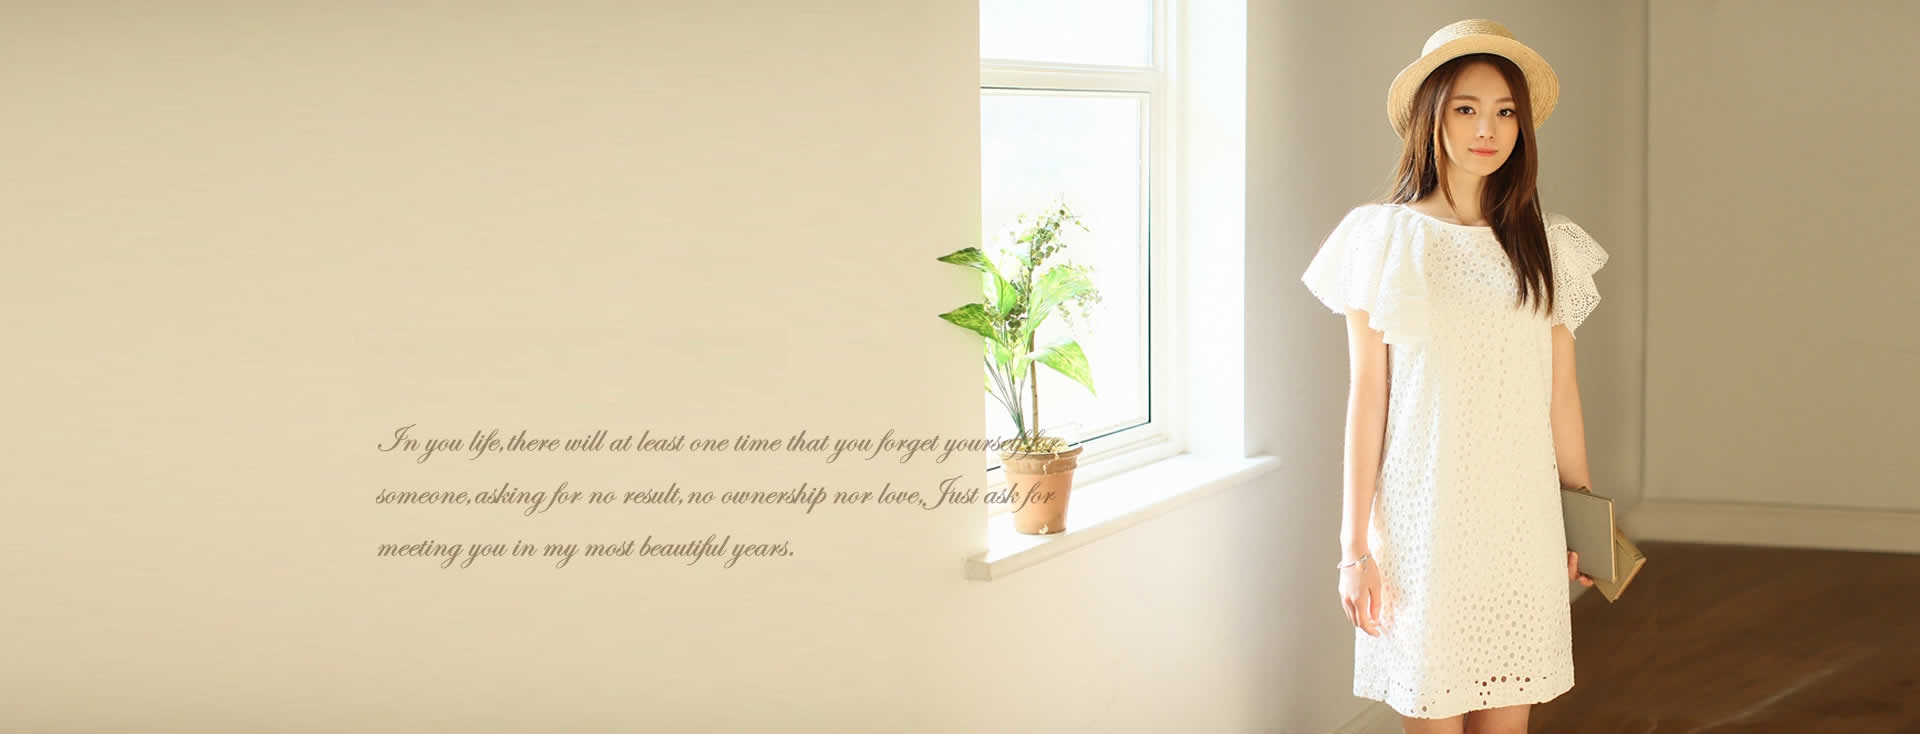 In you life,there will at least one time that you forget yourself,for
someone,asking for no result,no ownership nor love,Just ask for
meeting you in my most beautiful years.